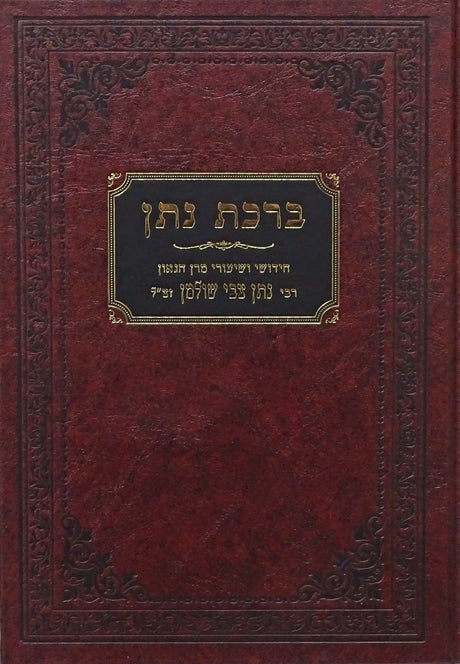 ברכת נתן
חידושי ושיעורי מרן הגאון
רבי נתן צבי שולמן זצ"ל